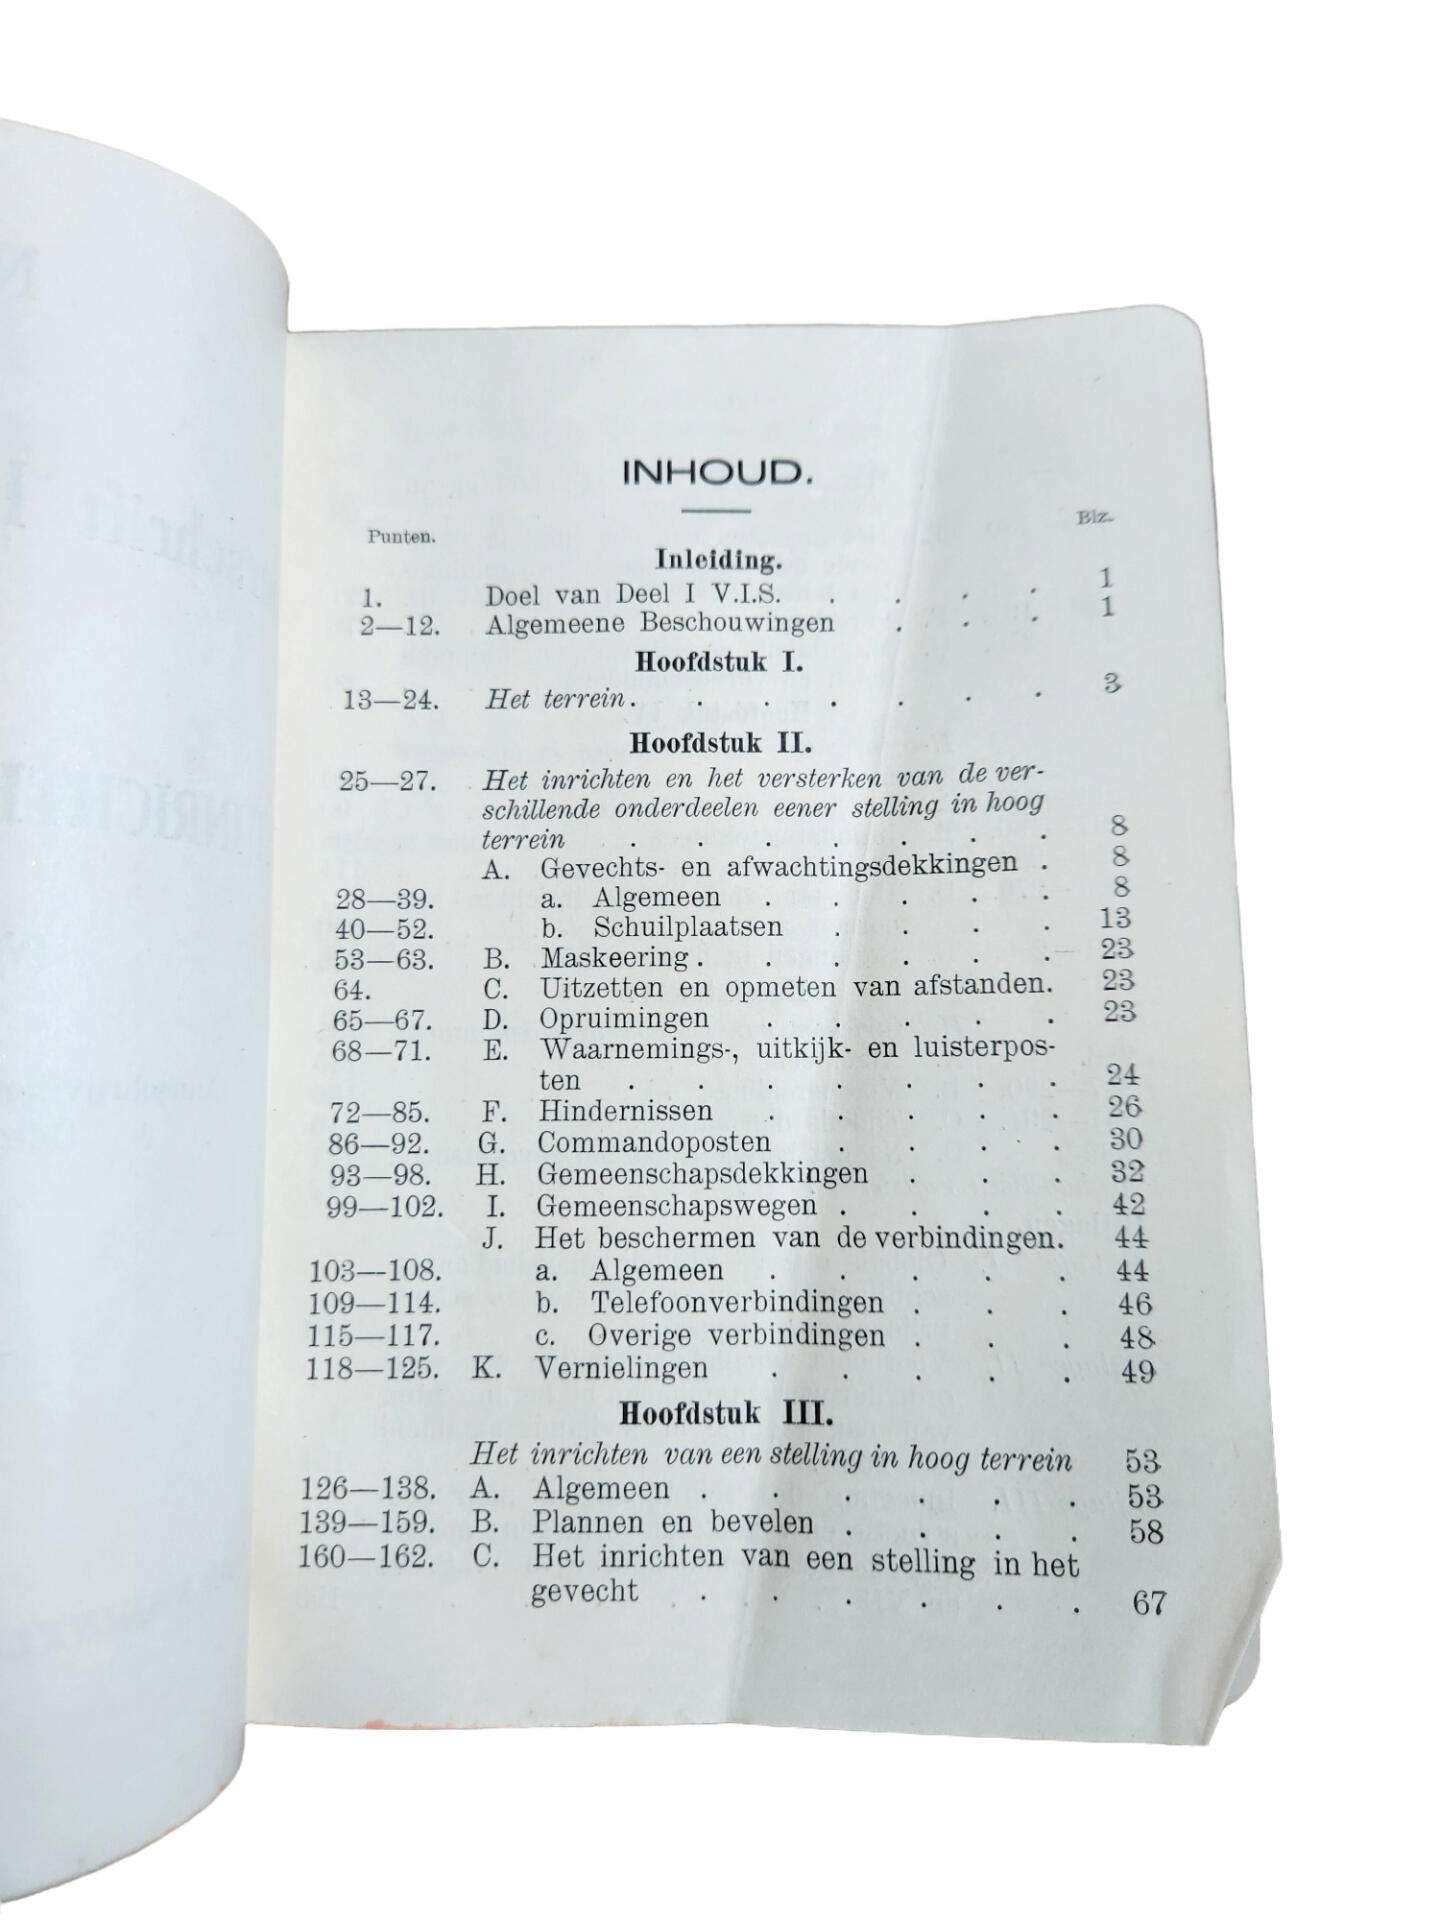 INHOUD.
Punten. Blz.
Inleiding.
1. Doel van Deel I V.I.S. . . . . 1
2—12. Algemeene Beschouwingen . . . 1
Hoofdstuk I.
13—24. Het terrein. . . . . . . 3
Hoofdstuk II.
25—27. Het inrichten en het versterken van de ver-
schillende onderdeelen eener stelling in hoog
terrein . . . . . . . 8
A. Gevechts- en afwachtingsdekkingen . 8
28—39. a. Algemeen . . . . . 8
40—52. b. Schuilplaatsen . . . . 13
53—63. B. Maskeering . . . . . . 23
64. C. Uitzetten en opmeten van afstanden. 23
65—67. D. Opruimingen . . . . . 23
68—71. E. Waarnemings-, uitkijk- en luisterpos-
ten . . . . . . . 24
72—85. F. Hindernissen . . . . . 26
86—92. G. Commandoposten . . . . 30
93—98. H. Gemeenschapsdekkingen . . . 32
99—102. I. Gemeenschapswegen . . . . 42
J. Het beschermen van de verbindingen. 44
103—108. a. Algemeen . . . . . 44
109—114. b. Telefoonverbindingen . . . 46
115—117. c. Overige verbindingen . . . 48
118—125. K. Vernielingen . . . . . 49
Hoofdstuk III.
Het inrichten van een stelling in hoog terrein 53
126—138. A. Algemeen . . . . . . 53
139—159. B. Plannen en bevelen . . . . 58
160—162. C. Het inrichten van een stelling in het
gevecht . . . . . . 67